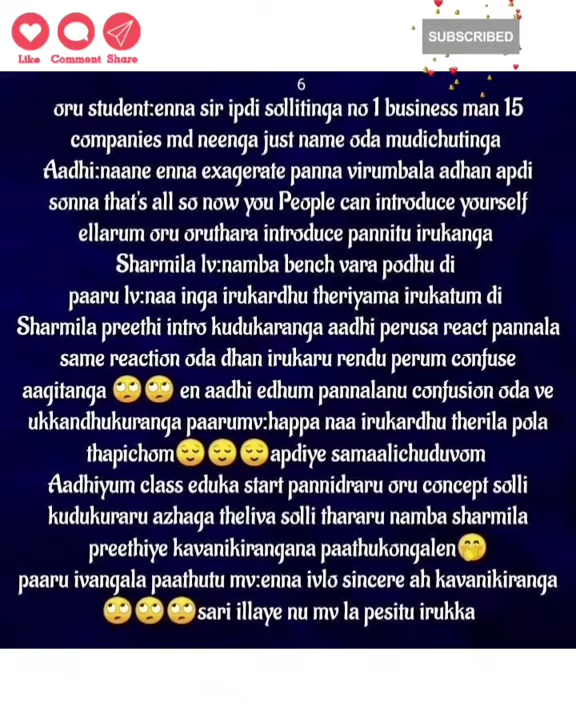 Like Comment Share
SUBSCRIBED
6
oru student:enna sir ipdi sollitinga no 1 business man 15
companies md neenga just name oda mudichutinga
Aadhi:naane enna exagerate panna virumbala adhan apdi
sonna that's all so now you People can introduce yourself
ellarum oru oruthara introduce pannitu irukanga
Sharmila lv:namba bench vara podhu di
paaru lv:naa inga irukardhu theriyama irukatum di
Sharmila preethi intro kudukaranga aadhi perusa react pannala
same reaction oda dhan irukaru rendu perum confuse
aagitanga 🙄🙄 en aadhi edhum pannalanu confusion oda ve
ukkandhukuranga paarumv:happa naa irukardhu therila pola
thapichom😌😌😌apdiye samaalichuduvom
Aadhiyum class eduka start pannidraru oru concept solli
kudukuraru azhaga theliva solli thararu namba sharmila
preethiye kavanikirangana paathukongalen🤭
paaru ivangala paathutu mv:enna ivlo sincere ah kavanikiranga
🙄🙄🙄sari illaye nu mv la pesitu irukka